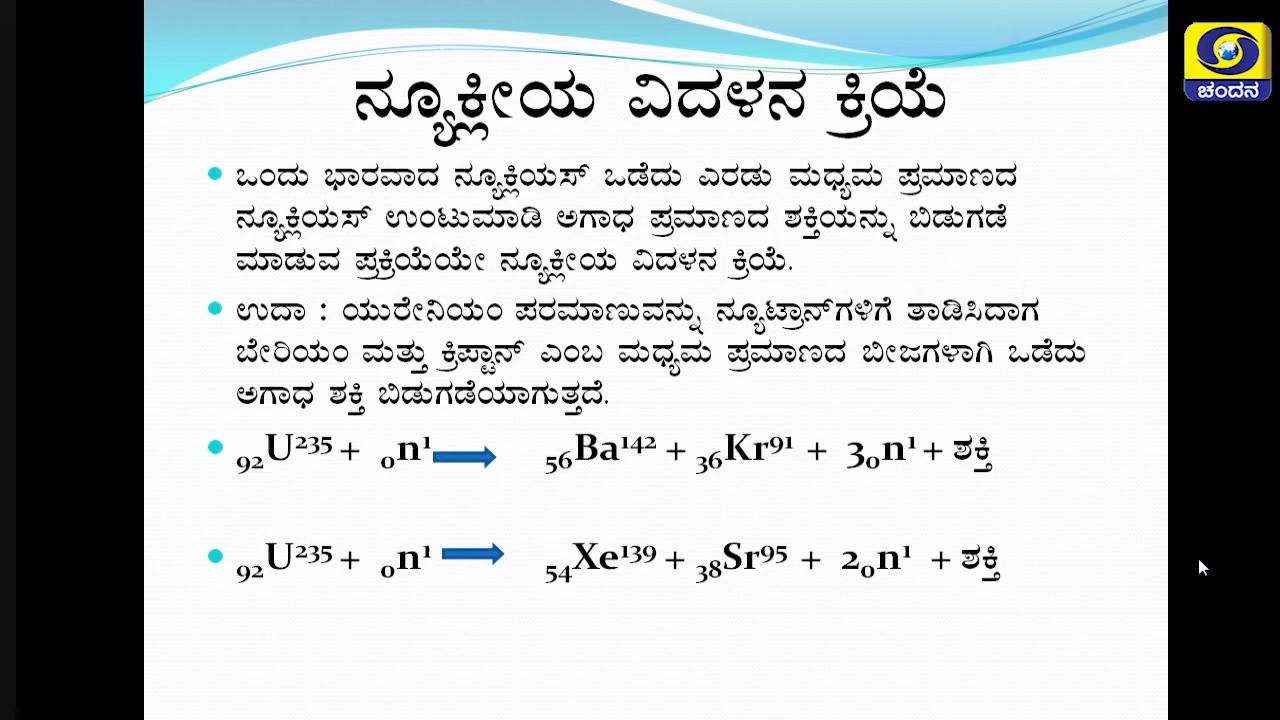 ನ್ಯೂಕ್ಲೀಯ ವಿದಳನ ಕ್ರಿಯೆ
ಚಂದನ
ಒಂದು ಭಾರವಾದ ನ್ಯೂಕ್ಲಿಯಸ್ ಒಡೆದು ಎರಡು ಮಧ್ಯಮ ಪ್ರಮಾಣದ
ನ್ಯೂಕ್ಲಿಯಸ್ ಉಂಟುಮಾಡಿ ಅಗಾಧ ಪ್ರಮಾಣದ ಶಕ್ತಿಯನ್ನು ಬಿಡುಗಡೆ
ಮಾಡುವ ಪ್ರಕ್ರಿಯೆಯೇ ನ್ಯೂಕ್ಲೀಯ ವಿದಳನ ಕ್ರಿಯೆ.
ಉದಾ : ಯುರೇನಿಯಂ ಪರಮಾಣುವನ್ನು ನ್ಯೂಟ್ರಾನ್‌ಗಳಿಗೆ ತಾಡಿಸಿದಾಗ
ಬೇರಿಯಂ ಮತ್ತು ಕ್ರಿಪ್ಟಾನ್ ಎಂಬ ಮಧ್ಯಮ ಪ್ರಮಾಣದ ಬೀಜಗಳಾಗಿ ಒಡೆದು
ಅಗಾಧ ಶಕ್ತಿ ಬಿಡುಗಡೆಯಾಗುತ್ತದೆ.
₉₂U²³⁵ + ₀n¹ → ₅₆Ba¹⁴² + ₃₆Kr⁹¹ + 3₀n¹ + ಶಕ್ತಿ
₉₂U²³⁵ + ₀n¹ → ₅₄Xe¹³⁹ + ₃₈Sr⁹⁵ + 2₀n¹ + ಶಕ್ತಿ